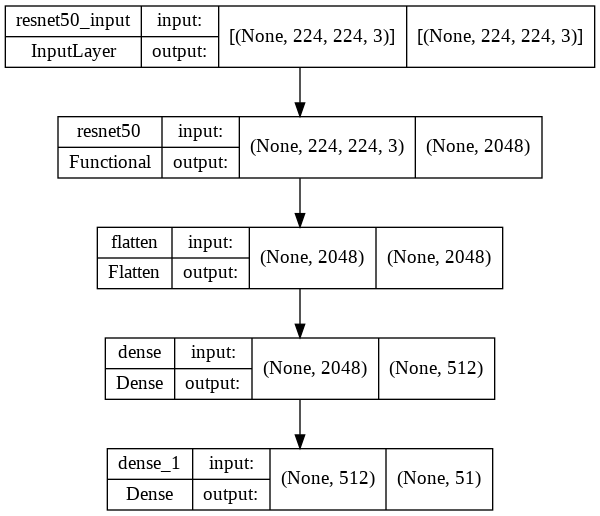 resnet50_input input: [(None, 224, 224, 3)] [(None, 224, 224, 3)]
InputLayer output:
resnet50 input: (None, 224, 224, 3) (None, 2048)
Functional output:
flatten input: (None, 2048) (None, 2048)
Flatten output:
dense input: (None, 2048) (None, 512)
Dense output:
dense_1 input: (None, 512) (None, 51)
Dense output: